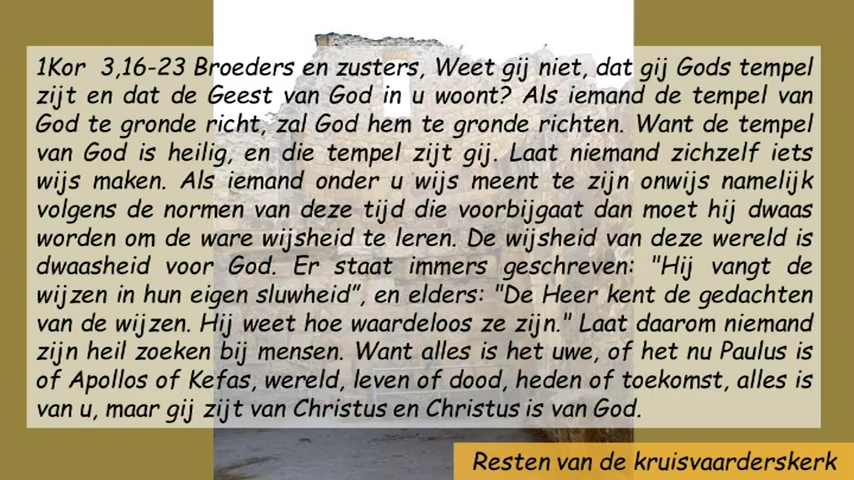 1Kor 3,16-23 Broeders en zusters, Weet gij niet, dat gij Gods tempel
zijt en dat de Geest van God in u woont? Als iemand de tempel van
God te gronde richt, zal God hem te gronde richten. Want de tempel
van God is heilig, en die tempel zijt gij. Laat niemand zichzelf iets
wijs maken. Als iemand onder u wijs meent te zijn onwijs namelijk
volgens de normen van deze tijd die voorbijgaat dan moet hij dwaas
worden om de ware wijsheid te leren. De wijsheid van deze wereld is
dwaasheid voor God. Er staat immers geschreven: "Hij vangt de
wijzen in hun eigen sluwheid”, en elders: "De Heer kent de gedachten
van de wijzen. Hij weet hoe waardeloos ze zijn." Laat daarom niemand
zijn heil zoeken bij mensen. Want alles is het uwe, of het nu Paulus is
of Apollos of Kefas, wereld, leven of dood, heden of toekomst, alles is
van u, maar gij zijt van Christus en Christus is van God.
Resten van de kruisvaarderskerk